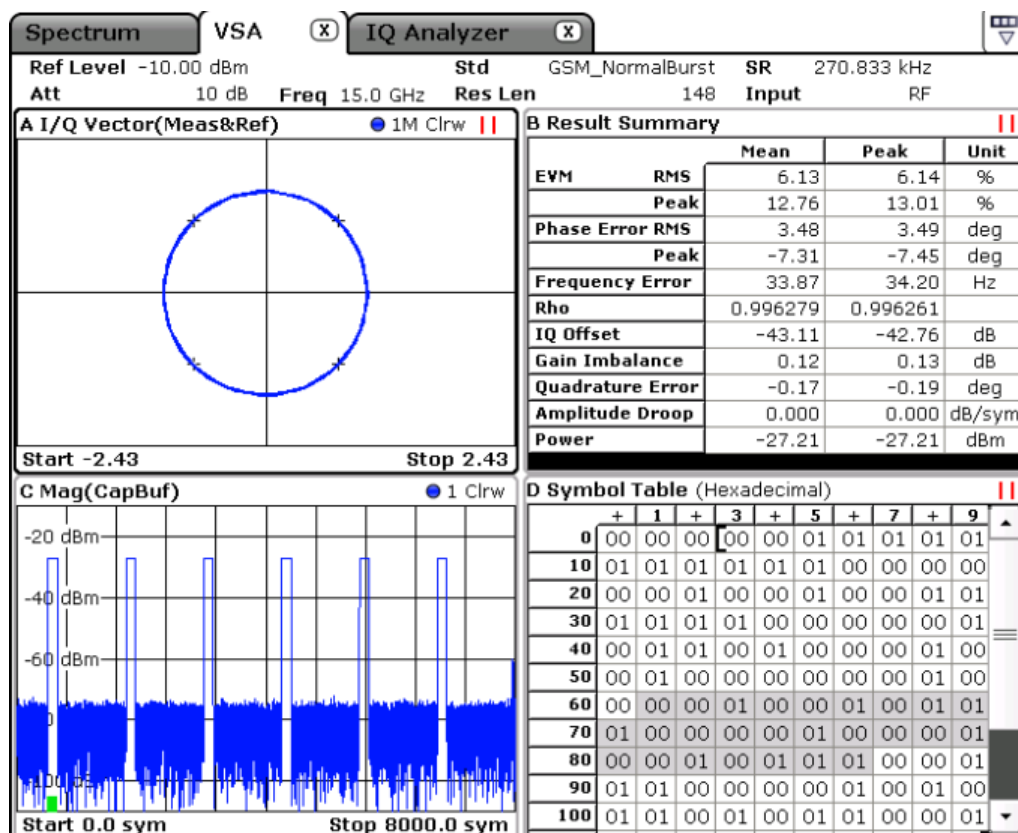 Spectrum VSA X IQ Analyzer X
Ref Level -10.00 dBm Std GSM_NormalBurst SR 270.833 kHz
Att 10 dB Freq 15.0 GHz Res Len 148 Input RF
A I/Q Vector(Meas&Ref) 1M Clrw
Start -2.43 Stop 2.43
B Result Summary
Mean Peak Unit
EVM RMS 6.13 6.14 %
Peak 12.76 13.01 %
Phase Error RMS 3.48 3.49 deg
Peak -7.31 -7.45 deg
Frequency Error 33.87 34.20 Hz
Rho 0.996279 0.996261
IQ Offset -43.11 -42.76 dB
Gain Imbalance 0.12 0.13 dB
Quadrature Error -0.17 -0.19 deg
Amplitude Droop 0.000 0.000 dB/sym
Power -27.21 -27.21 dBm
C Mag(CapBuf) 1 Clrw
-20 dBm
-40 dBm
-60 dBm
Start 0.0 sym Stop 8000.0 sym
D Symbol Table (Hexadecimal)
+ 1 + 3 + 5 + 7 + 9
0 00 00 00 00 00 01 01 01 01 01
10 01 01 01 01 01 01 00 00 00 00
20 00 00 01 00 00 01 00 00 01 00
30 01 01 01 01 00 00 00 00 00 01
40 00 01 01 00 01 00 00 00 01 00
50 00 01 00 00 00 00 00 00 01 00
60 00 00 00 01 00 00 01 00 01 01
70 01 00 00 00 00 01 00 00 00 01
80 00 00 01 00 01 01 01 00 00 01
90 01 01 00 00 00 01 00 01 00 00
100 01 01 00 01 00 01 01 00 00 01